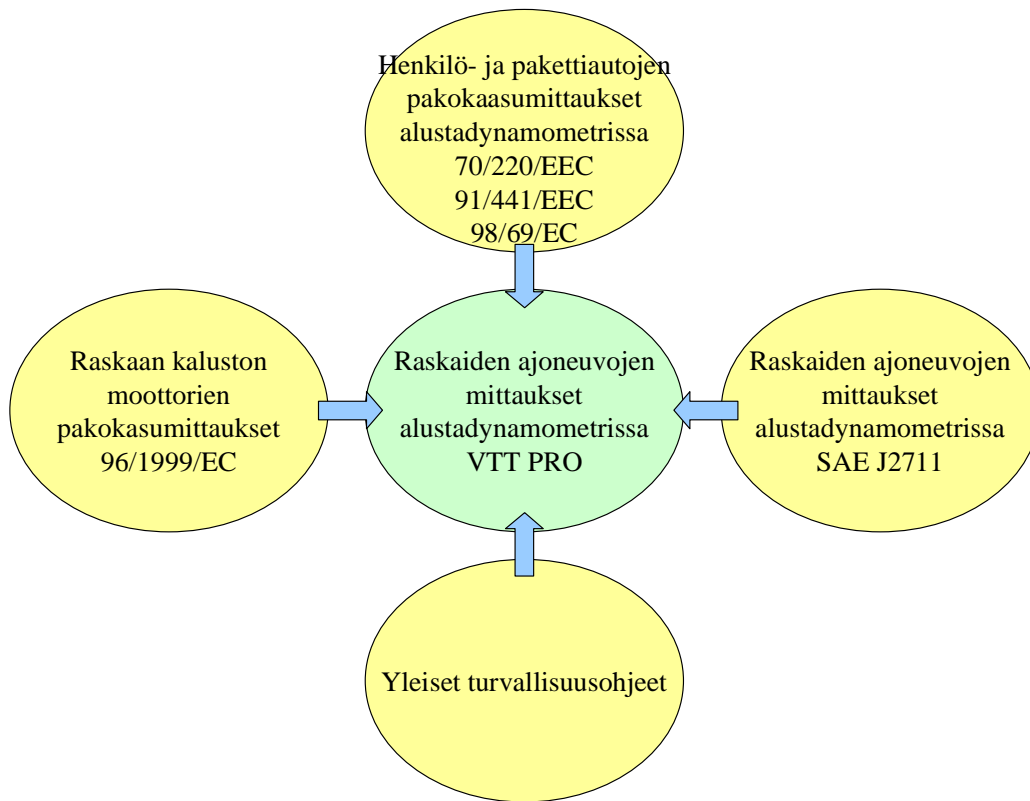 Henkilö- ja pakettiautojen
pakokaasumittaukset
alustadynamometrissa
70/220/EEC
91/441/EEC
98/69/EC
Raskaan kaluston
moottorien
pakokasumittaukset
96/1999/EC
Raskaiden ajoneuvojen
mittaukset
alustadynamometrissa
VTT PRO
Raskaiden ajoneuvojen
mittaukset
alustadynamometrissa
SAE J2711
Yleiset turvallisuusohjeet